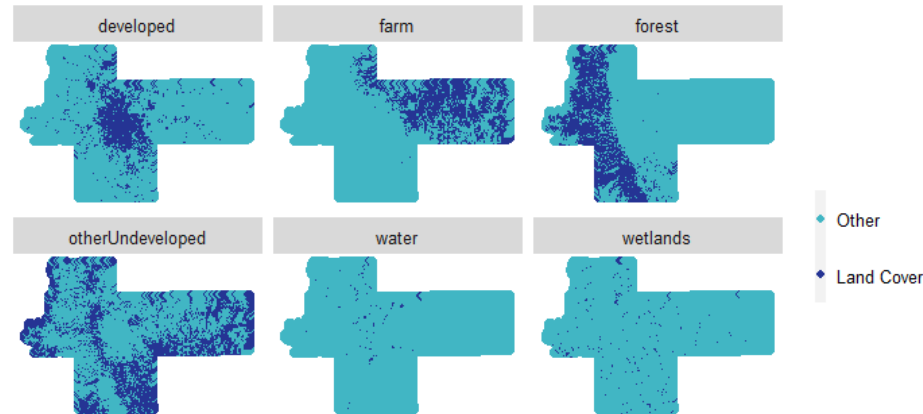 developed
farm
forest
otherUndeveloped
water
wetlands
Other
Land Cover